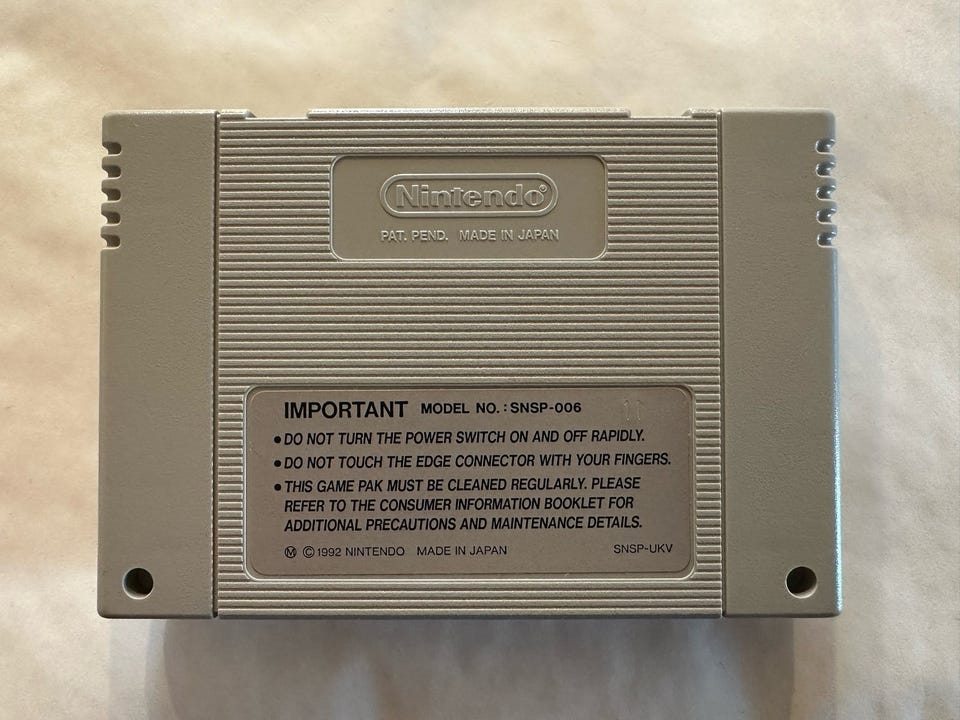 Nintendo®
PAT. PEND. MADE IN JAPAN
IMPORTANT MODEL NO. : SNSP-006 11
● DO NOT TURN THE POWER SWITCH ON AND OFF RAPIDLY.
● DO NOT TOUCH THE EDGE CONNECTOR WITH YOUR FINGERS.
● THIS GAME PAK MUST BE CLEANED REGULARLY. PLEASE
REFER TO THE CONSUMER INFORMATION BOOKLET FOR
ADDITIONAL PRECAUTIONS AND MAINTENANCE DETAILS.
Ⓜ © 1992 NINTENDO MADE IN JAPAN SNSP-UKV